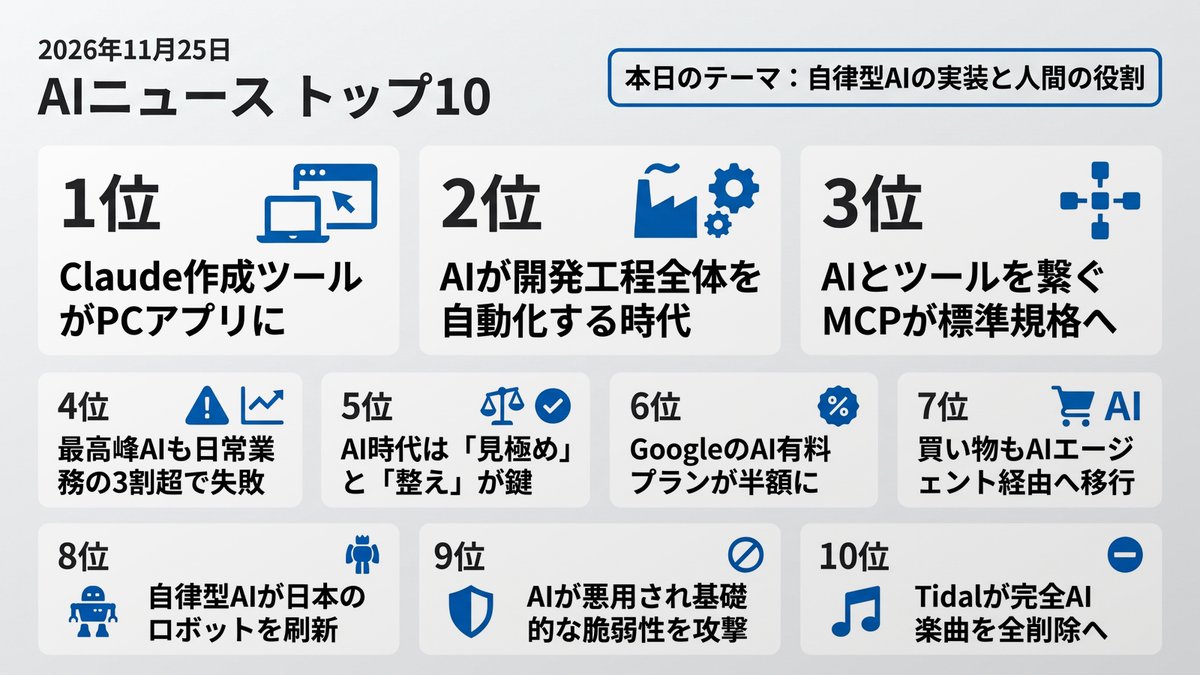 2026年11月25日
AIニュース トップ10
本日のテーマ：自律型AIの実装と人間の役割
1位
Claude作成ツール
がPCアプリに
2位
AIが開発工程全体を
自動化する時代
3位
AIとツールを繋ぐ
MCPが標準規格へ
4位
最高峰AIも日常業
務の3割超で失敗
5位
AI時代は「見極め」
と「整え」が鍵
6位
GoogleのAI有料
プランが半額に
7位
AI
買い物もAIエージ
ェント経由へ移行
8位
自律型AIが日本の
ロボットを刷新
9位
AIが悪用され基礎
的な脆弱性を攻撃
10位
Tidalが完全AI
楽曲を全削除へ